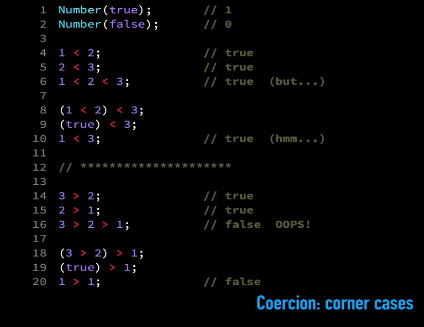 1 Number(true); // 1
2 Number(false); // 0
3
4 1 < 2; // true
5 2 < 3; // true
6 1 < 2 < 3; // true (but...)
7
8 (1 < 2) < 3;
9 (true) < 3;
10 1 < 3; // true (hmm...)
11
12 // *********************
13
14 3 > 2; // true
15 2 > 1; // true
16 3 > 2 > 1; // false OOPS!
17
18 (3 > 2) > 1;
19 (true) > 1;
20 1 > 1; // false
Coercion: corner cases